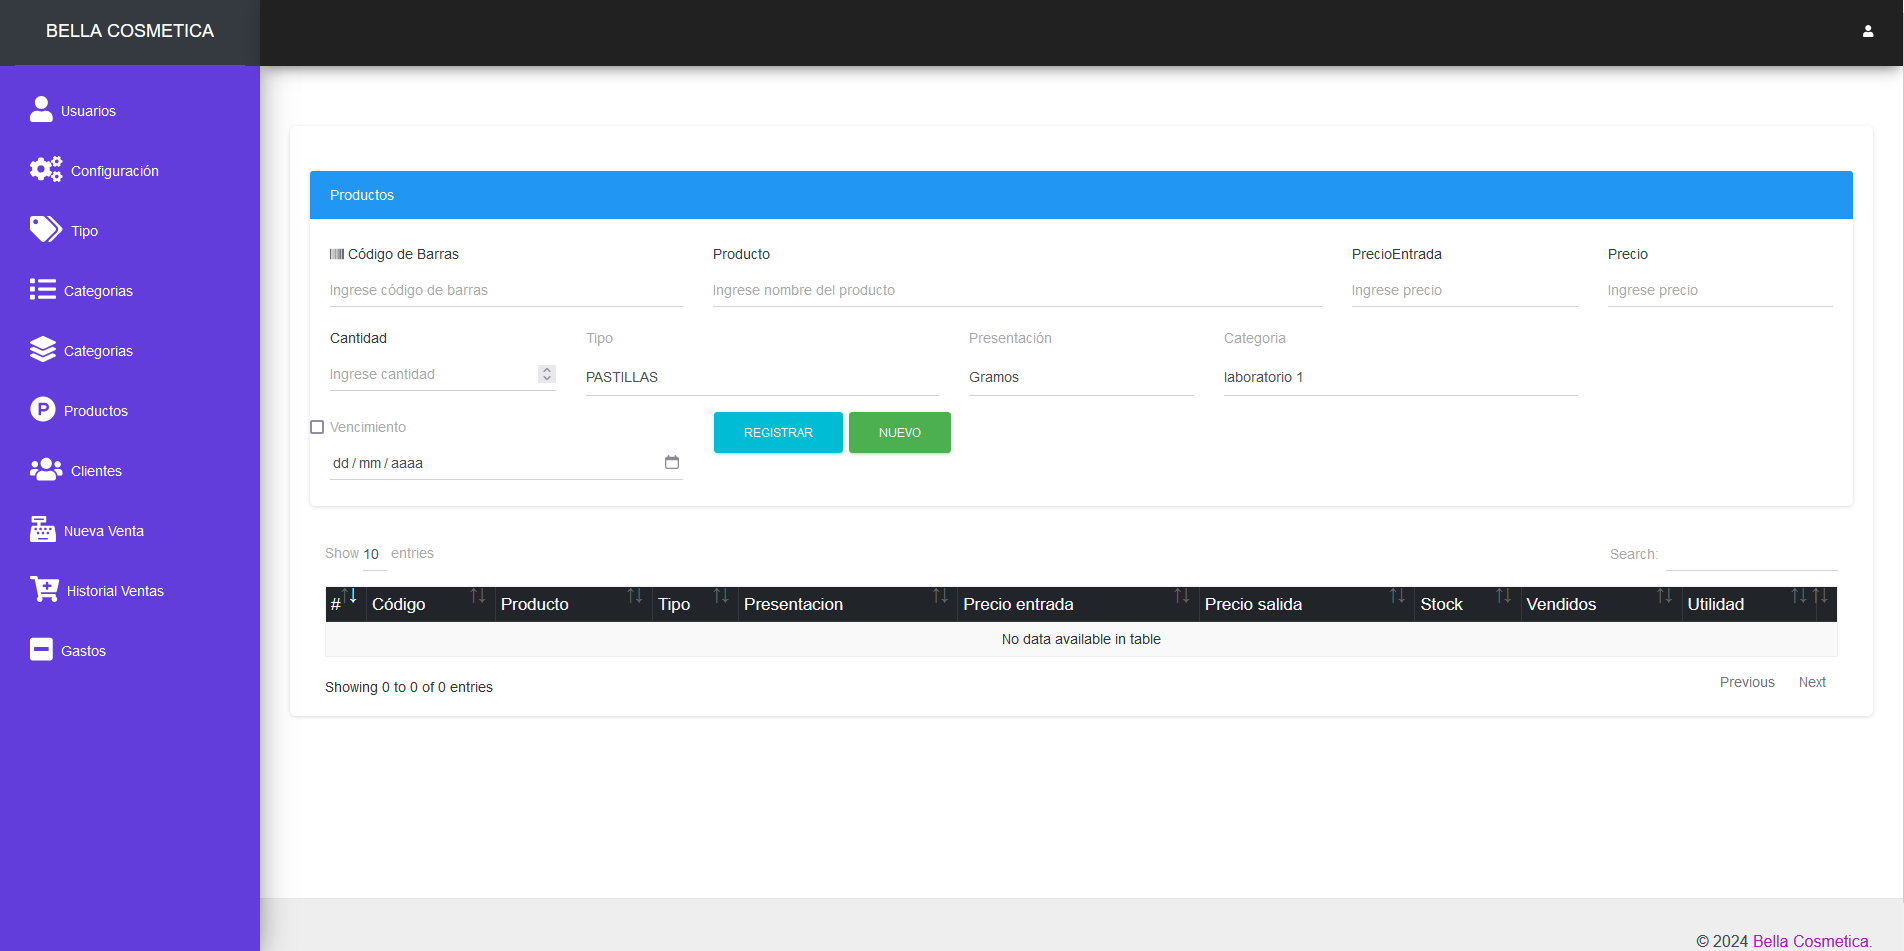 BELLA COSMETICA
Usuarios
Configuración
Tipo
Categorias
Categorias
Productos
Clientes
Nueva Venta
Historial Ventas
Gastos
Productos
Código de Barras Producto PrecioEntrada Precio
Ingrese código de barras Ingrese nombre del producto Ingrese precio Ingrese precio
Cantidad Tipo Presentación Categoria
Ingrese cantidad PASTILLAS Gramos laboratorio 1
Vencimiento REGISTRAR NUEVO
dd / mm / aaaa
Show 10 entries Search:
# Código Producto Tipo Presentacion Precio entrada Precio salida Stock Vendidos Utilidad
No data available in table
Showing 0 to 0 of 0 entries Previous Next
© 2024 Bella Cosmetica.